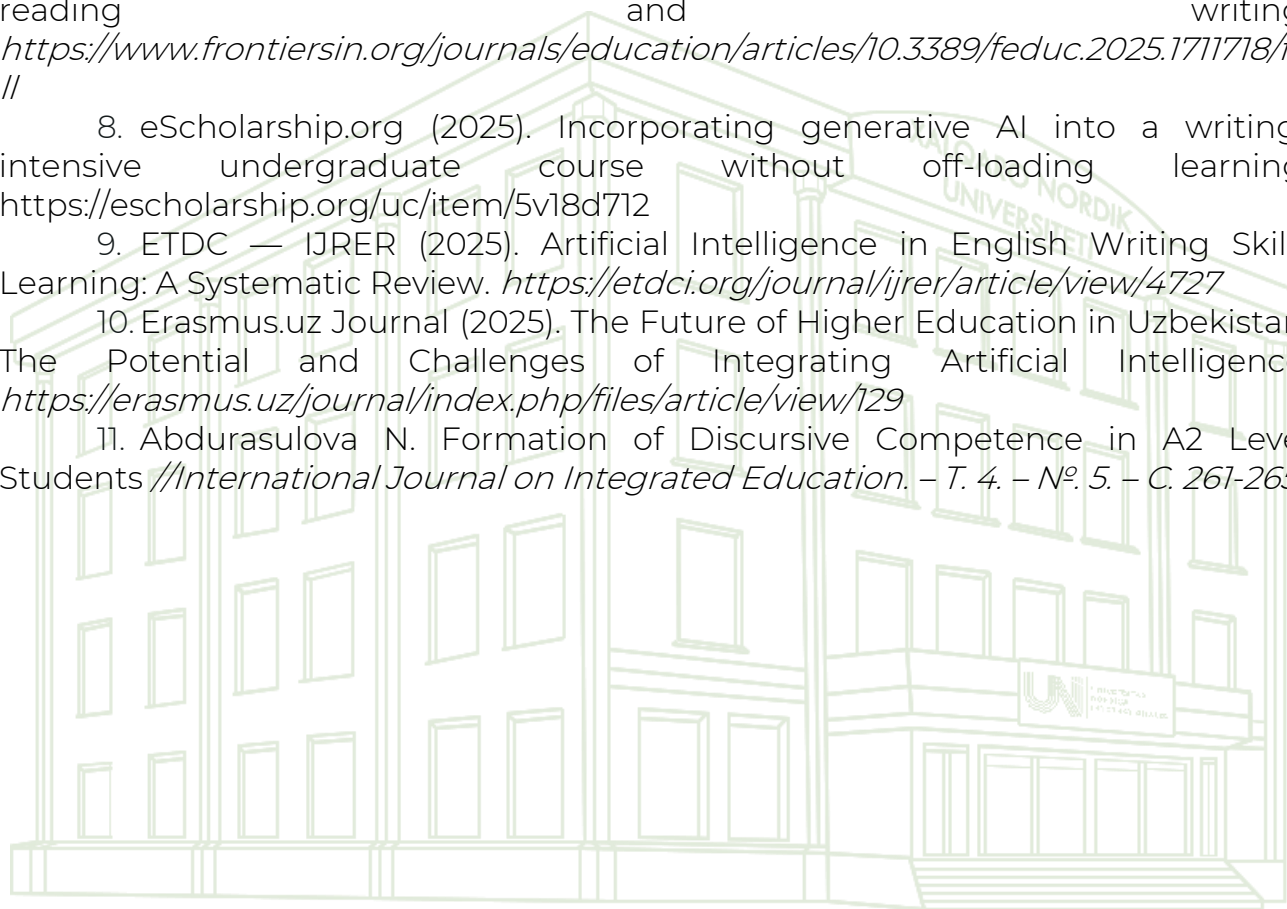 reading and writing
https://www.frontiersin.org/journals/education/articles/10.3389/feduc.2025.1711718/f
ll
8. eScholarship.org (2025). Incorporating generative AI into a writing
intensive undergraduate course without off-loading learning
https://escholarship.org/uc/item/5v18d712
9. ETDC — IJRER (2025). Artificial Intelligence in English Writing Skil
Learning: A Systematic Review. https://etdci.org/journal/ijrer/article/view/4727
10. Erasmus.uz Journal (2025). The Future of Higher Education in Uzbekistan
The Potential and Challenges of Integrating Artificial Intelligenc
https://erasmus.uz/journal/index.php/files/article/view/129
11. Abdurasulova N. Formation of Discursive Competence in A2 Leve
Students //International Journal on Integrated Education. – T. 4. – №. 5. – C. 261-265
NORDIK
UNIVERSITET
UN